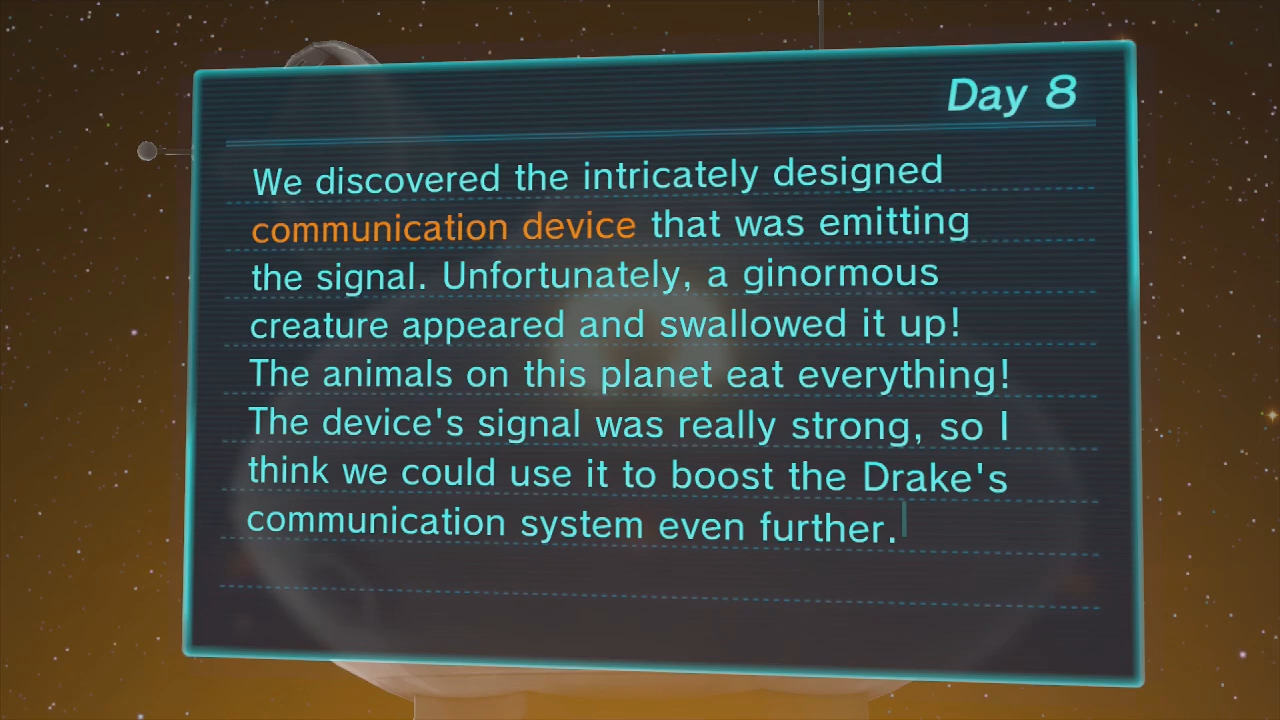 Day 8
We discovered the intricately designed
communication device that was emitting
the signal. Unfortunately, a ginormous
creature appeared and swallowed it up!
The animals on this planet eat everything!
The device's signal was really strong, so I
think we could use it to boost the Drake's
communication system even further.